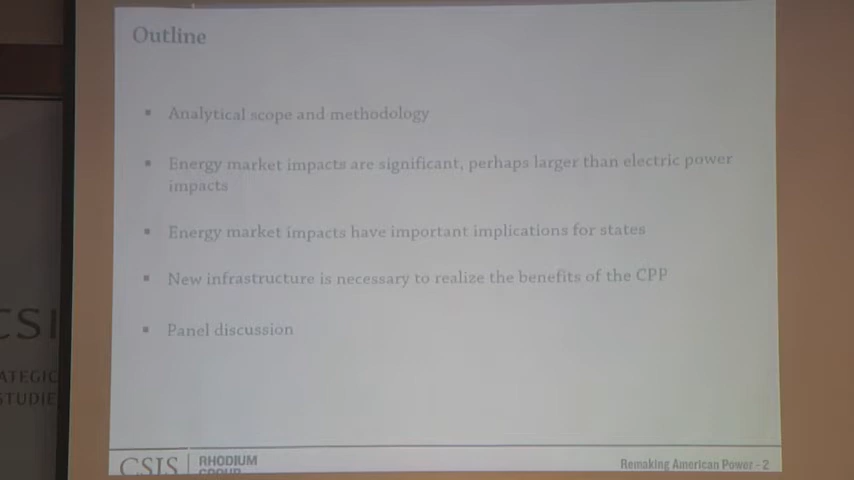 Outline
▪ Analytical scope and methodology
▪ Energy market impacts are significant, perhaps larger than electric power
impacts
▪ Energy market impacts have important implications for states
▪ New infrastructure is necessary to realize the benefits of the CPP
▪ Panel discussion
CSI
ATEGIC
STUDIE
CSIS
RHODIUM
GROUP
Remaking American Power - 2